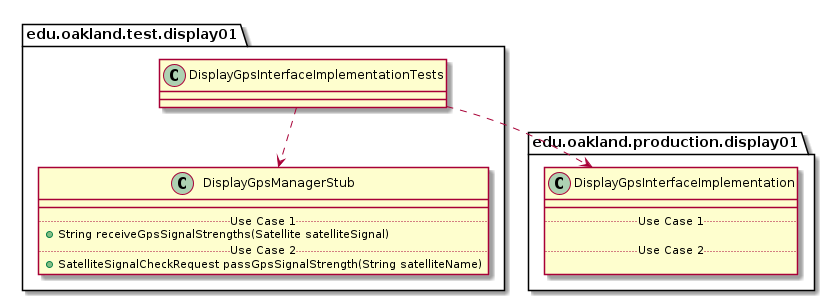 edu.oakland.test.display01
C DisplayGpsInterfaceImplementationTests
edu.oakland.production.display01
C DisplayGpsManagerStub
Use Case 1
String receiveGpsSignalStrengths(Satellite satelliteSignal)
Use Case 2
SatelliteSignalCheckRequest passGpsSignalStrength(String satelliteName)
C DisplayGpsInterfaceImplementation
Use Case 1
Use Case 2